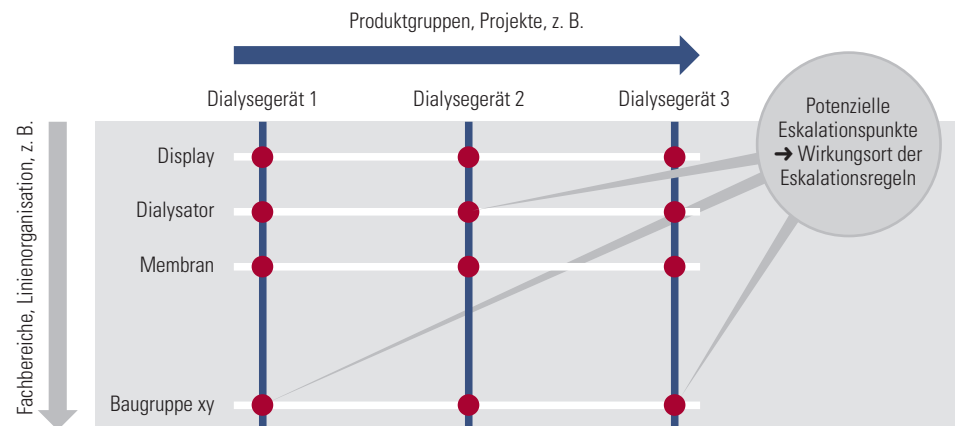 Produktgruppen, Projekte, z. B.
Dialysegerät 1
Dialysegerät 2
Dialysegerät 3
Potenzielle
Eskalationspunkte
➔ Wirkungsort der
Eskalationsregeln
Fachbereiche, Linienorganisation, z. B.
Display
Dialysator
Membran
Baugruppe xy